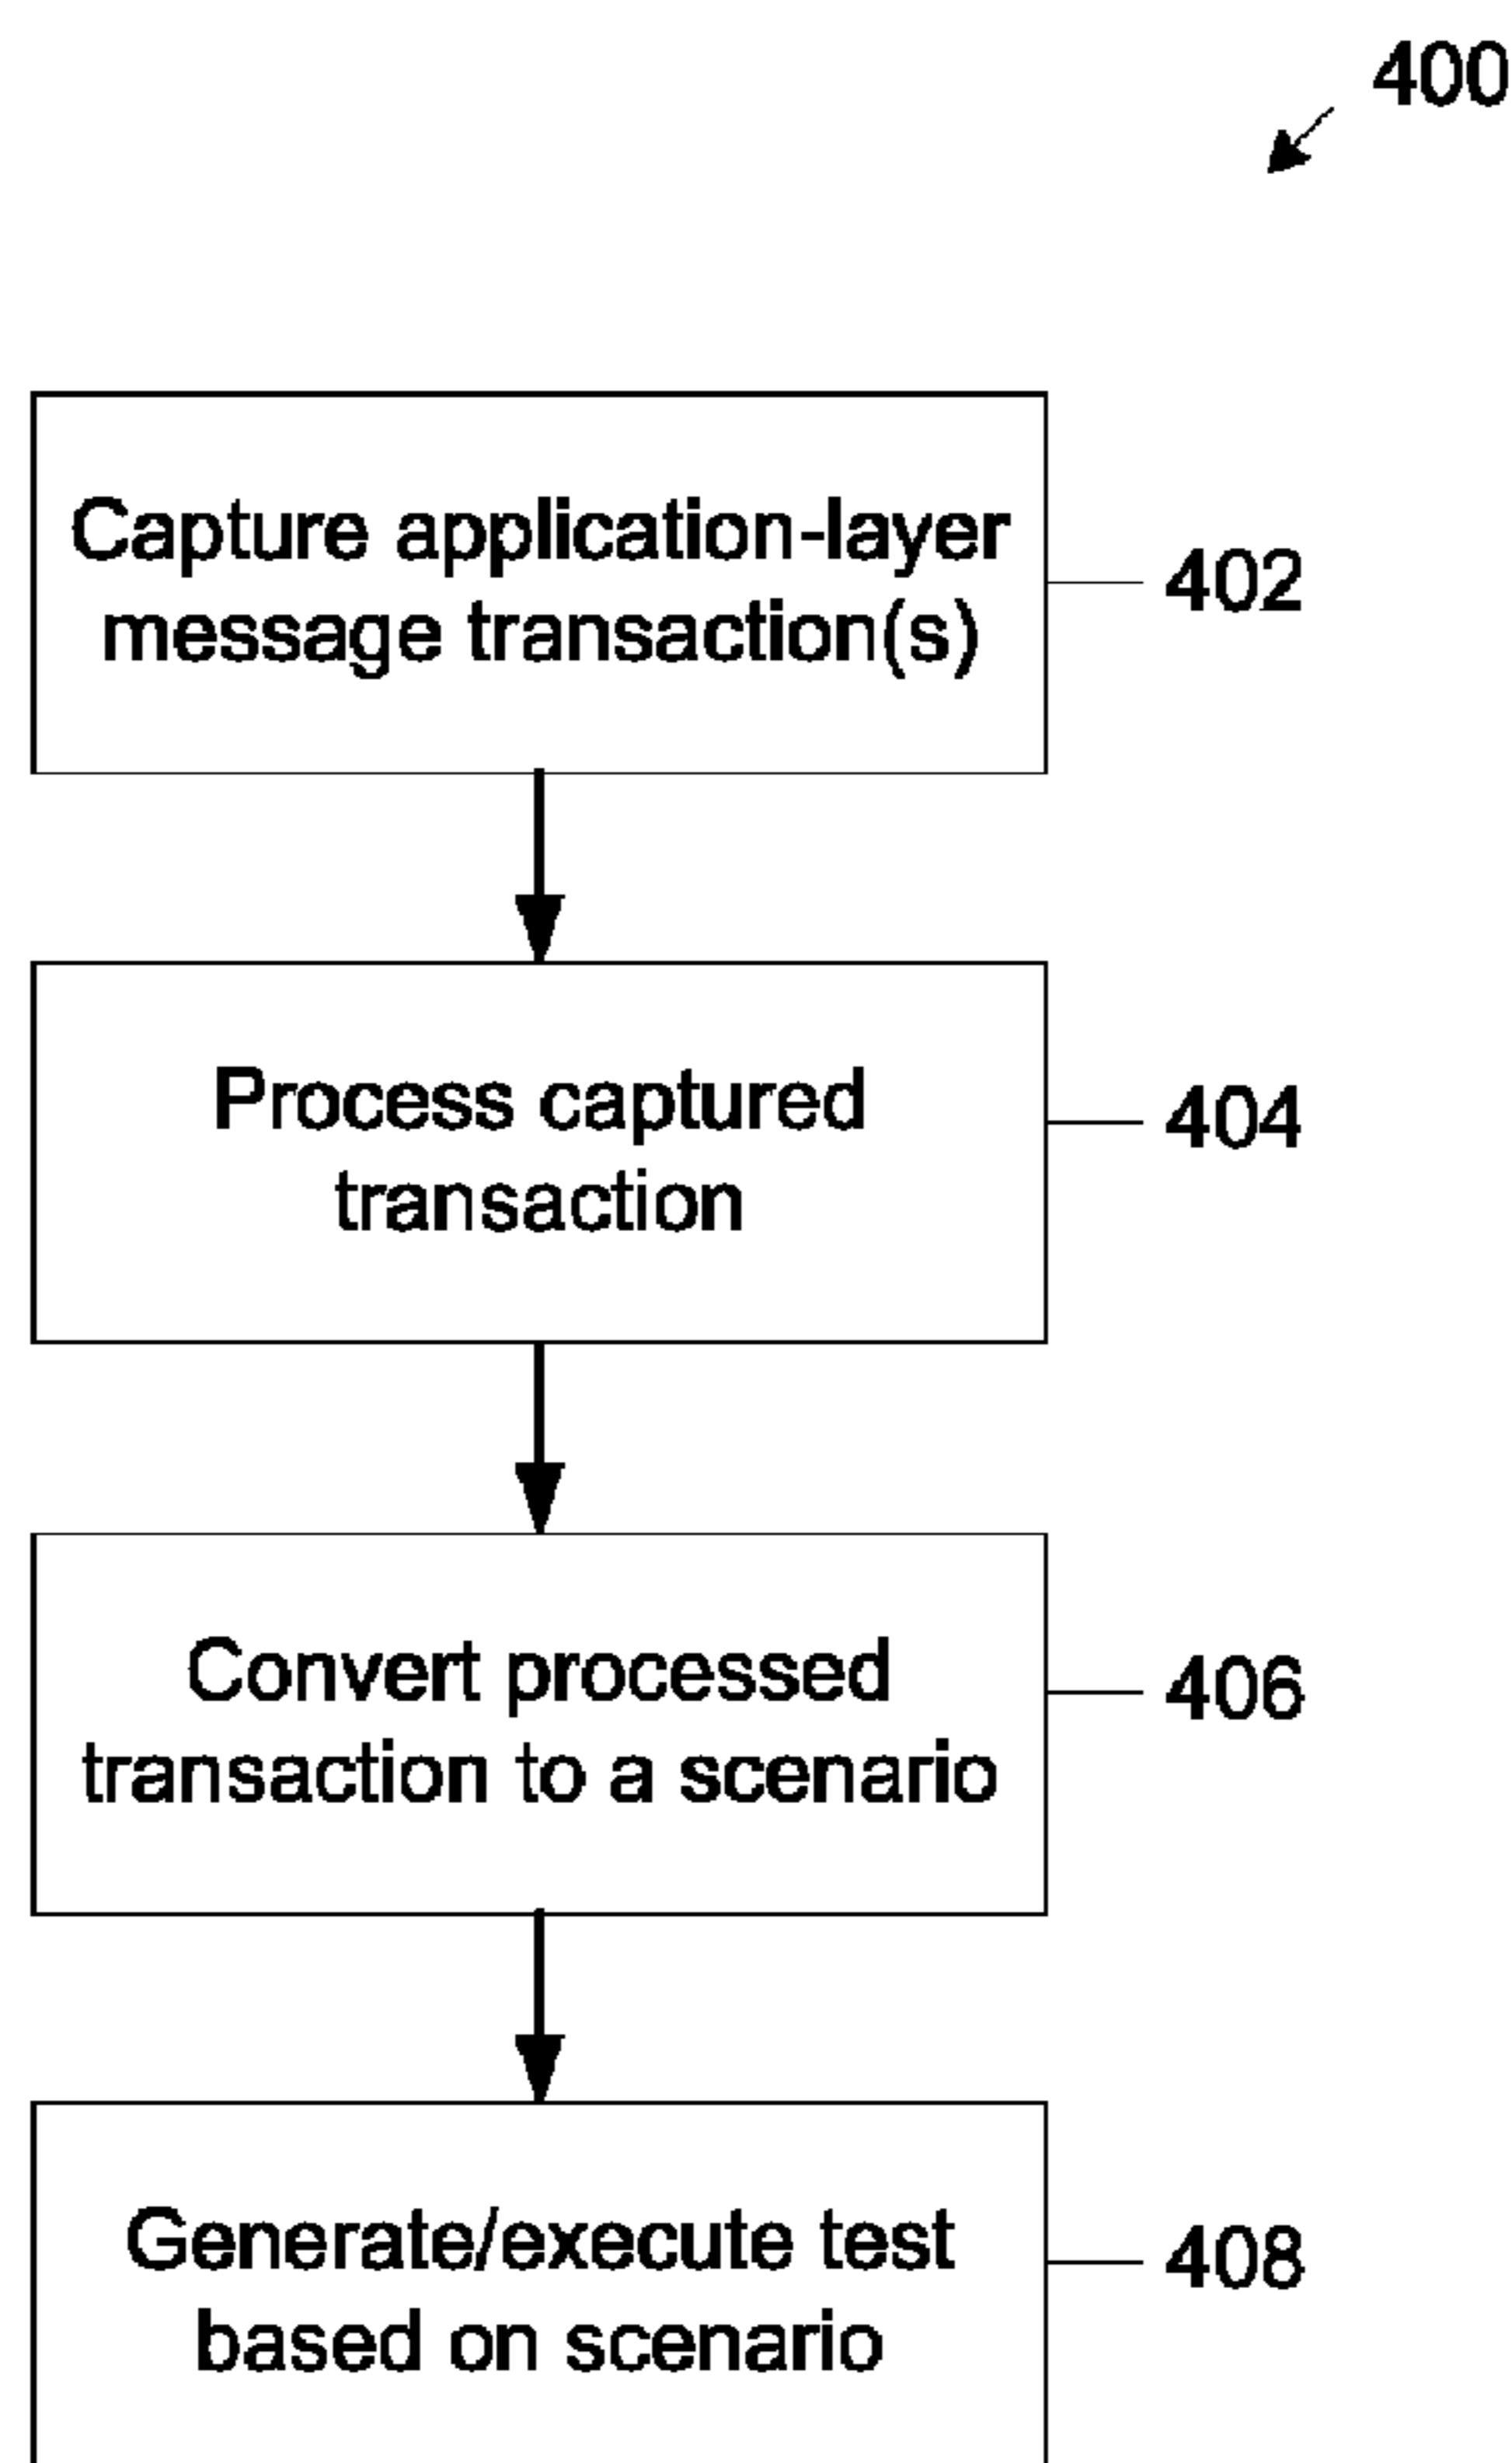 400
Capture application-layer
message transaction(s)
402
Process captured
transaction
404
Convert processed
transaction to a scenario
406
Generate/execute test
based on scenario
408